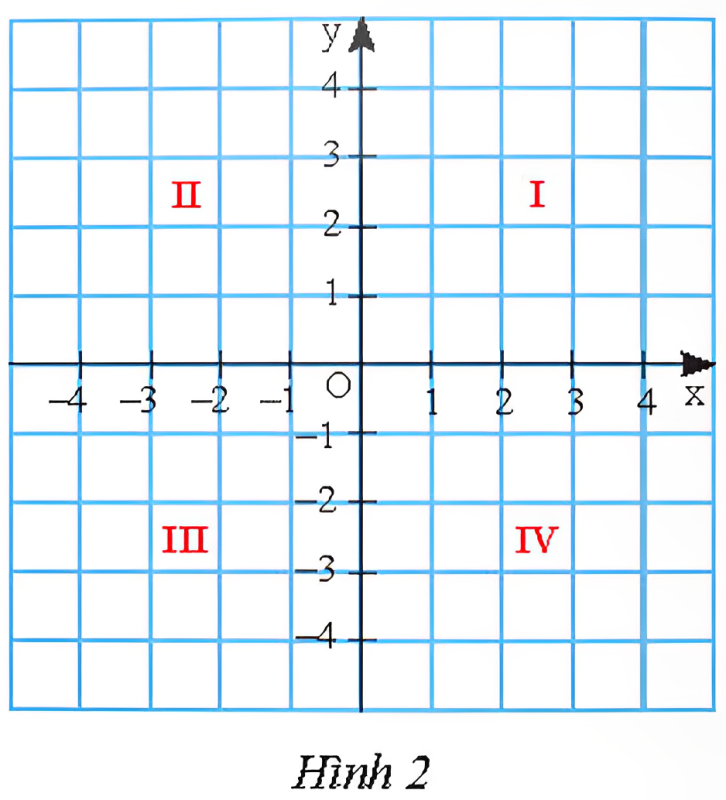 y
4
3
II I
2
1
O
–4 –3 –2 –1 1 2 3 4 x
–1
–2
III IV
–3
–4
Hình 2